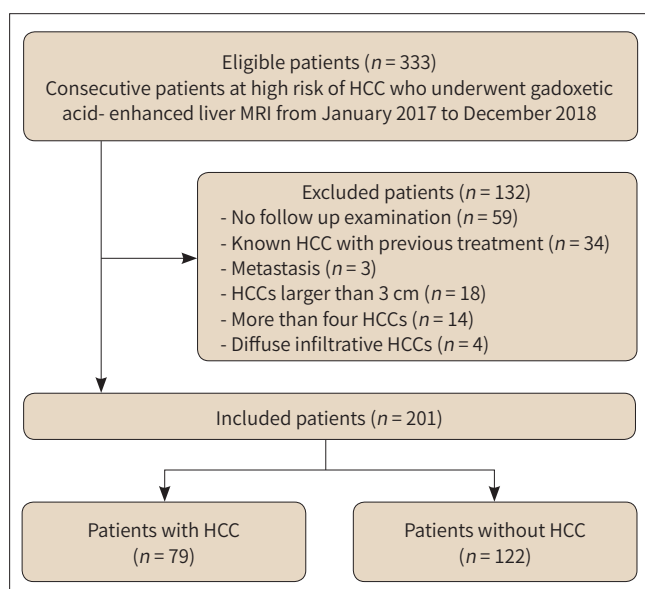 Eligible patients (n = 333)
Consecutive patients at high risk of HCC who underwent gadoxetic
acid- enhanced liver MRI from January 2017 to December 2018
Excluded patients (n = 132)
- No follow up examination (n = 59)
- Known HCC with previous treatment (n = 34)
- Metastasis (n = 3)
- HCCs larger than 3 cm (n = 18)
- More than four HCCs (n = 14)
- Diffuse infiltrative HCCs (n = 4)
Included patients (n = 201)
Patients with HCC
(n = 79)
Patients without HCC
(n = 122)